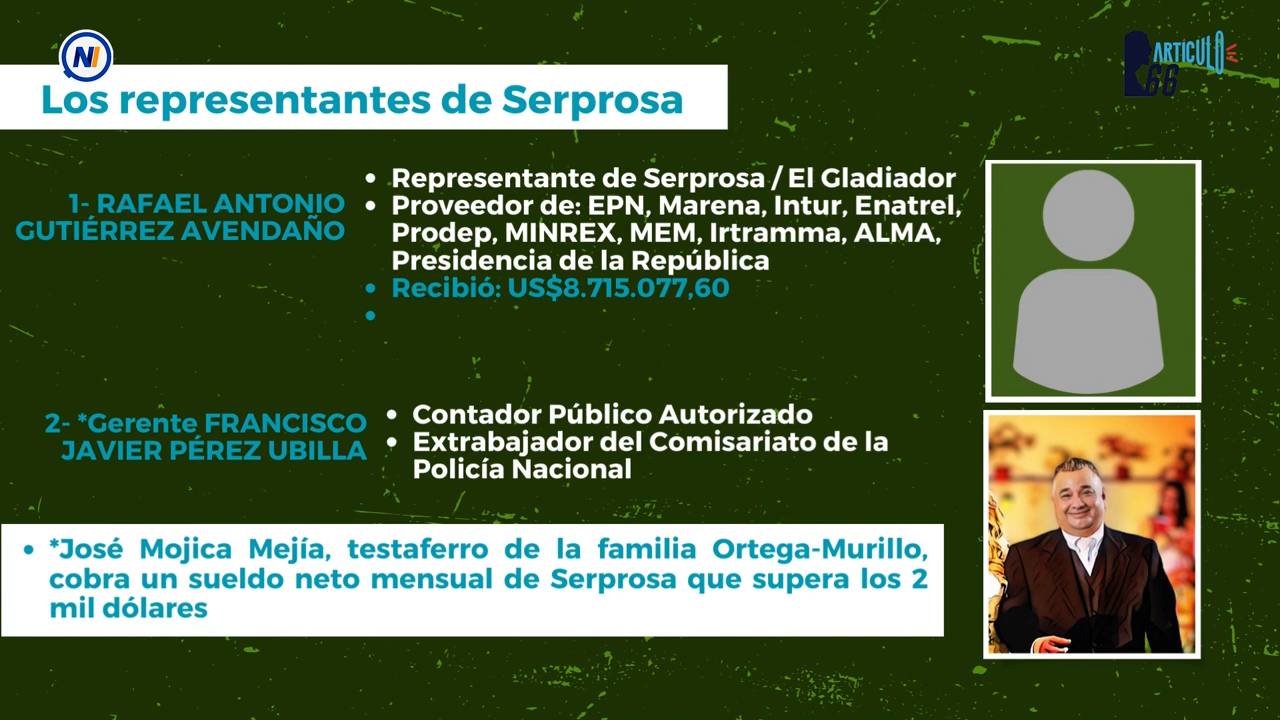 NI
ARTÍCULO
66
Los representantes de Serprosa
1- RAFAEL ANTONIO
GUTIÉRREZ AVENDAÑO
• Representante de Serprosa / El Gladiador
• Proveedor de: EPN, Marena, Intur, Enatrel,
Prodep, MINREX, MEM, Irtramma, ALMA,
Presidencia de la República
• Recibió: US$8.715.077,60
•
2- *Gerente FRANCISCO
JAVIER PÉREZ UBILLA
• Contador Público Autorizado
• Extrabajador del Comisariato de la
Policía Nacional
• *José Mojica Mejía, testaferro de la familia Ortega-Murillo,
cobra un sueldo neto mensual de Serprosa que supera los 2
mil dólares